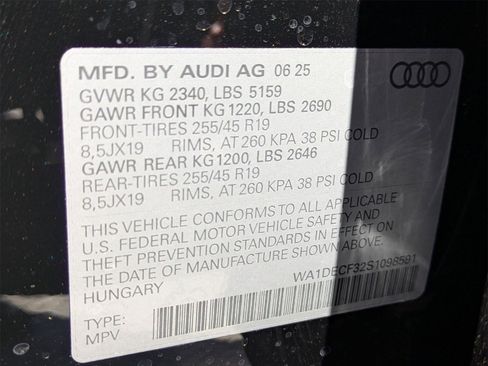 MFD. BY AUDI AG 06 25
GVWR KG 2340, LBS 5159
GAWR FRONT KG 1220, LBS 2690
FRONT-TIRES 255/45 R19
8,5JX19 RIMS, AT 260 KPA 38 PSI COLD
GAWR REAR KG 1200, LBS 2646
REAR-TIRES 255/45 R19
8,5JX19 RIMS, AT 260 KPA 38 PSI COLD
THIS VEHICLE CONFORMS TO ALL APPLICABLE
U.S. FEDERAL MOTOR VEHICLE SAFETY AND
THEFT PREVENTION STANDARDS IN EFFECT ON
THE DATE OF MANUFACTURE SHOWN ABOVE.
HUNGARY WA1DECF32S1098591
TYPE:
MPV